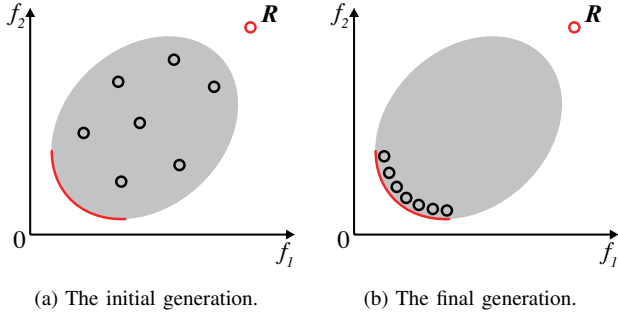 f₂
R
0
f₁
(a) The initial generation.
f₂
R
0
f₁
(b) The final generation.